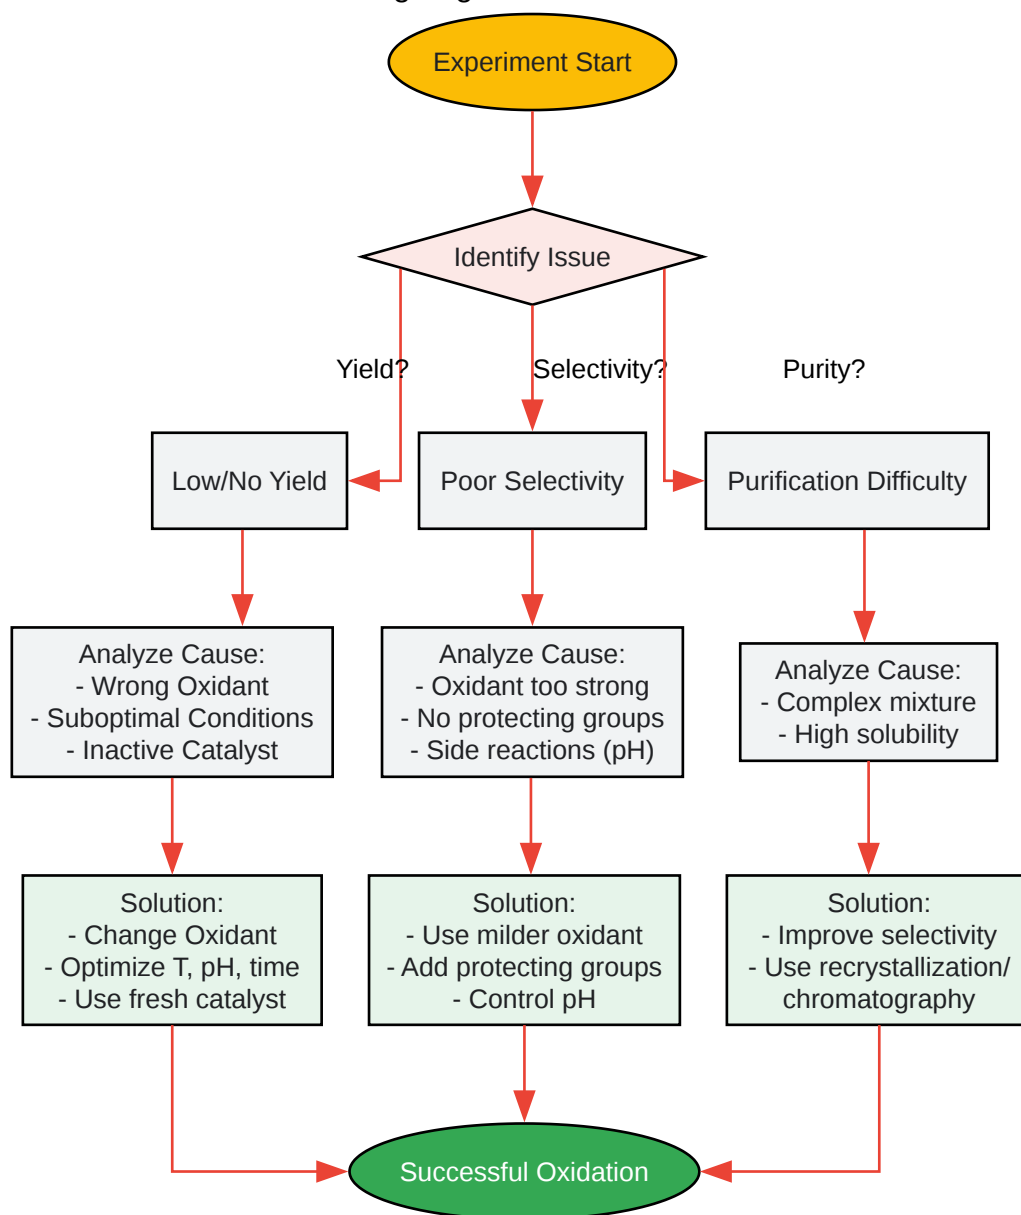 Experiment Start
Identify Issue
Yield?
Selectivity?
Purity?
Low/No Yield
Poor Selectivity
Purification Difficulty
Analyze Cause:
- Wrong Oxidant
- Suboptimal Conditions
- Inactive Catalyst
Analyze Cause:
- Oxidant too strong
- No protecting groups
- Side reactions (pH)
Analyze Cause:
- Complex mixture
- High solubility
Solution:
- Change Oxidant
- Optimize T, pH, time
- Use fresh catalyst
Solution:
- Use milder oxidant
- Add protecting groups
- Control pH
Solution:
- Improve selectivity
- Use recrystallization/
chromatography
Successful Oxidation